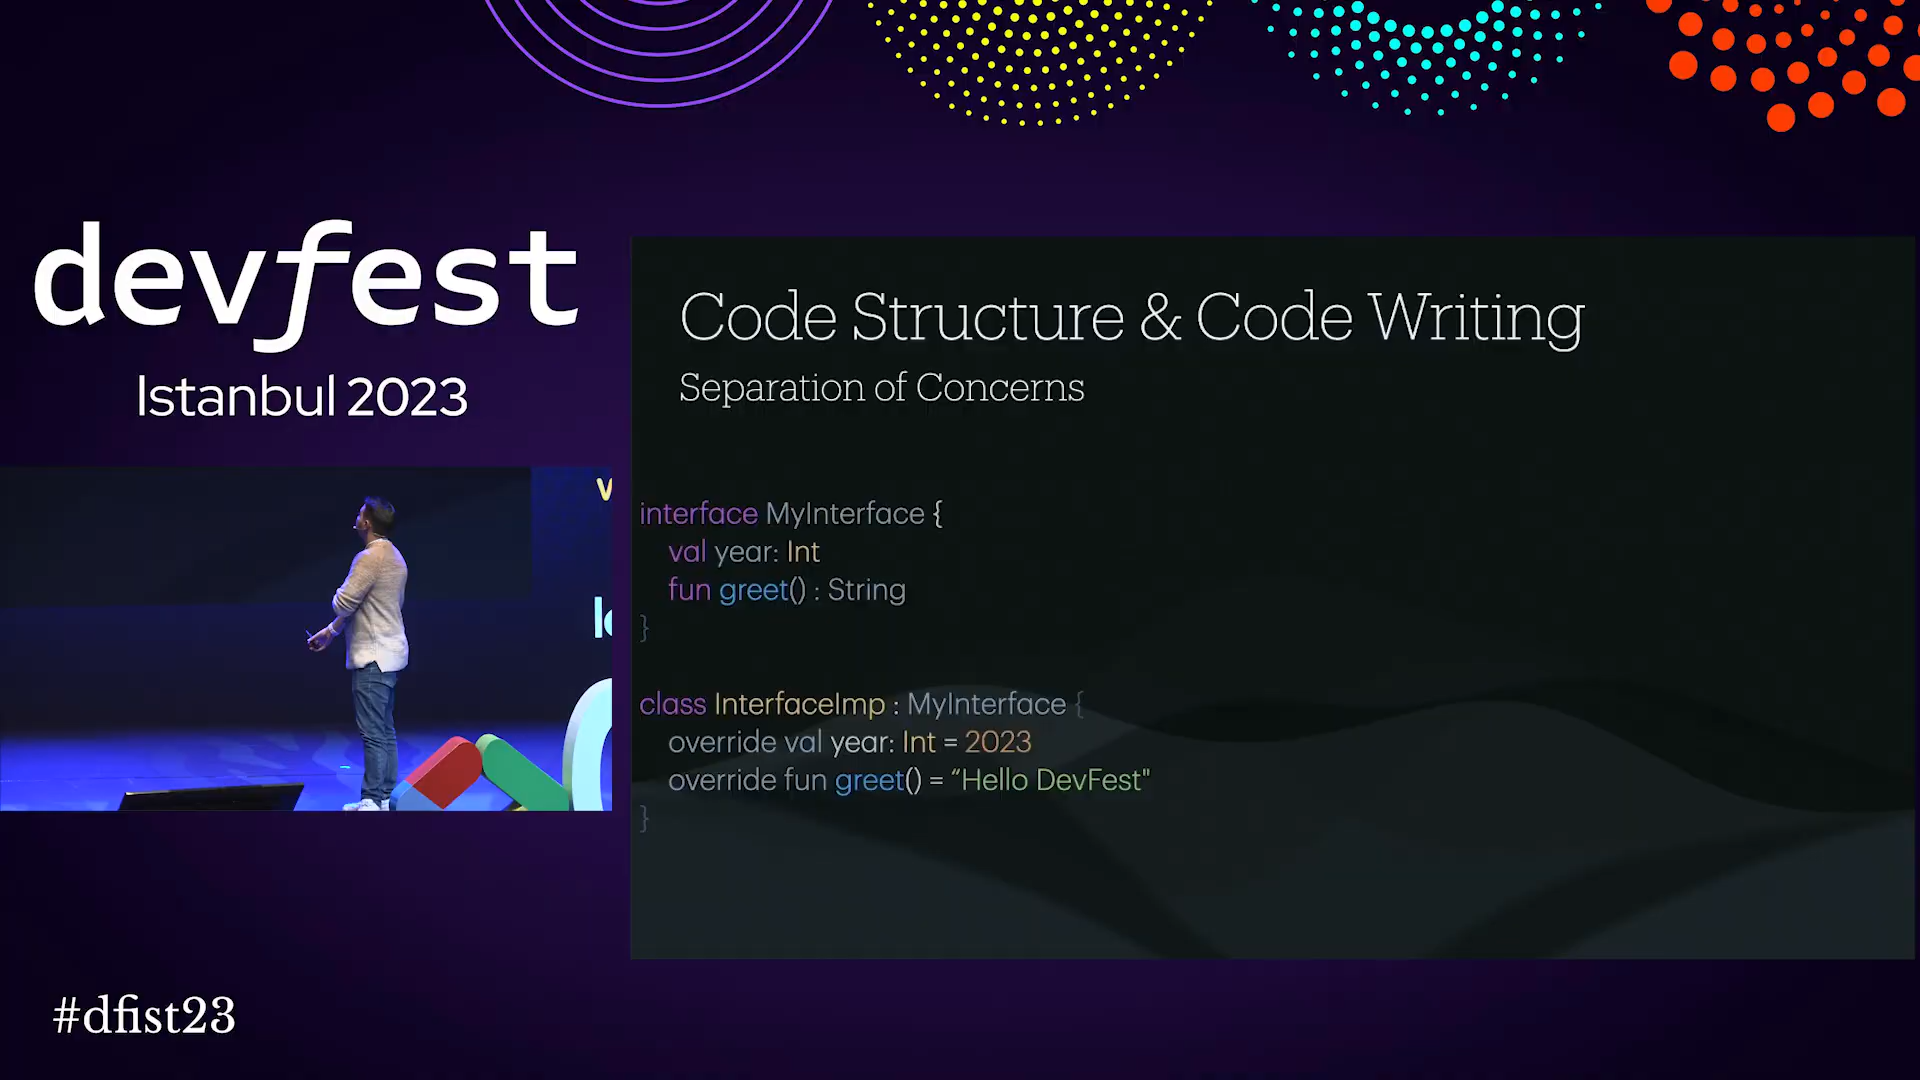 devfest
Istanbul 2023
Code Structure & Code Writing
Separation of Concerns
interface MyInterface {
val year: Int
fun greet() : String
}
class InterfaceImp : MyInterface {
override val year: Int = 2023
override fun greet() = “Hello DevFest"
}
#dfist23